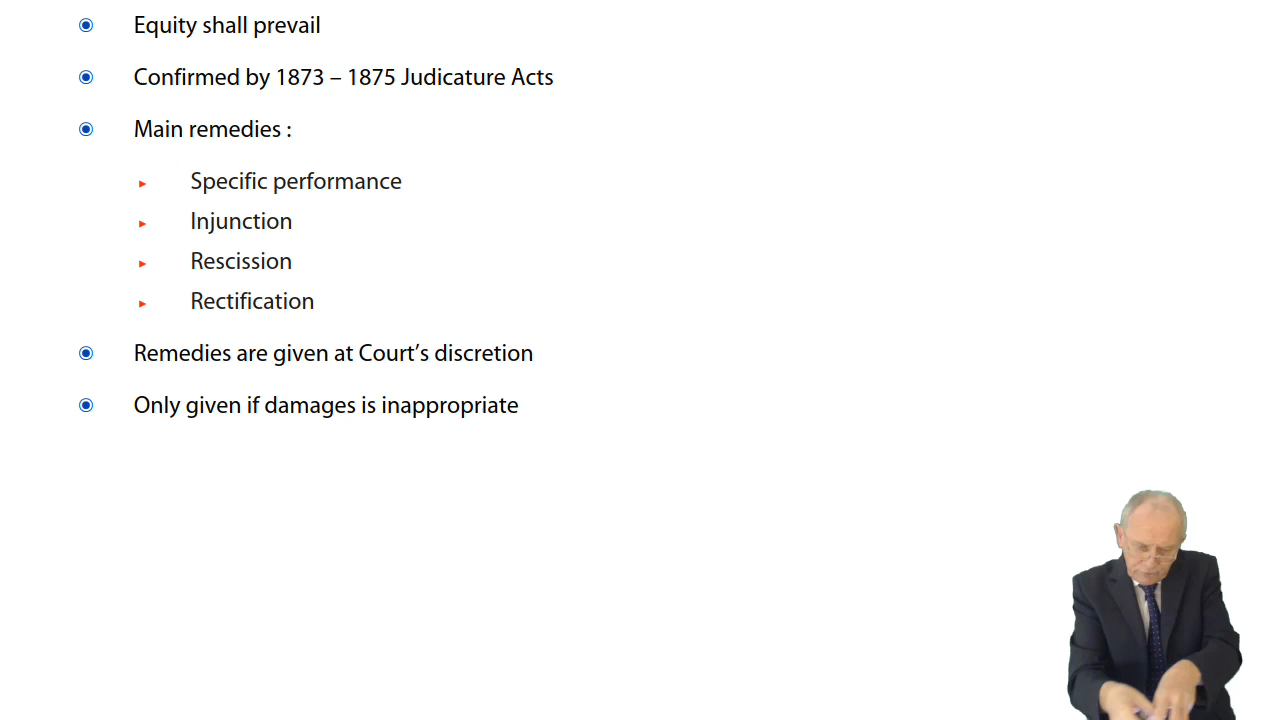 Equity shall prevail
Confirmed by 1873 – 1875 Judicature Acts
Main remedies :
Specific performance
Injunction
Rescission
Rectification
Remedies are given at Court’s discretion
Only given if damages is inappropriate